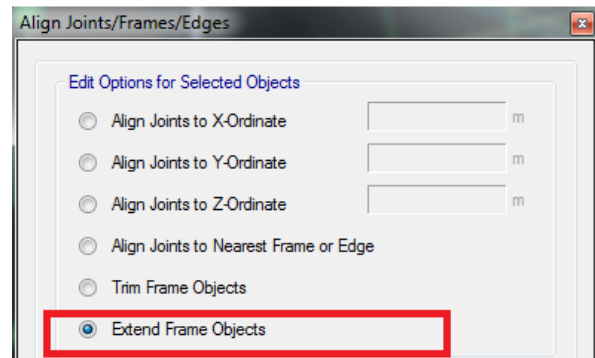 Align Joints/Frames/Edges
Edit Options for Selected Objects
Align Joints to X-Ordinate m
Align Joints to Y-Ordinate m
Align Joints to Z-Ordinate m
Align Joints to Nearest Frame or Edge
Trim Frame Objects
Extend Frame Objects